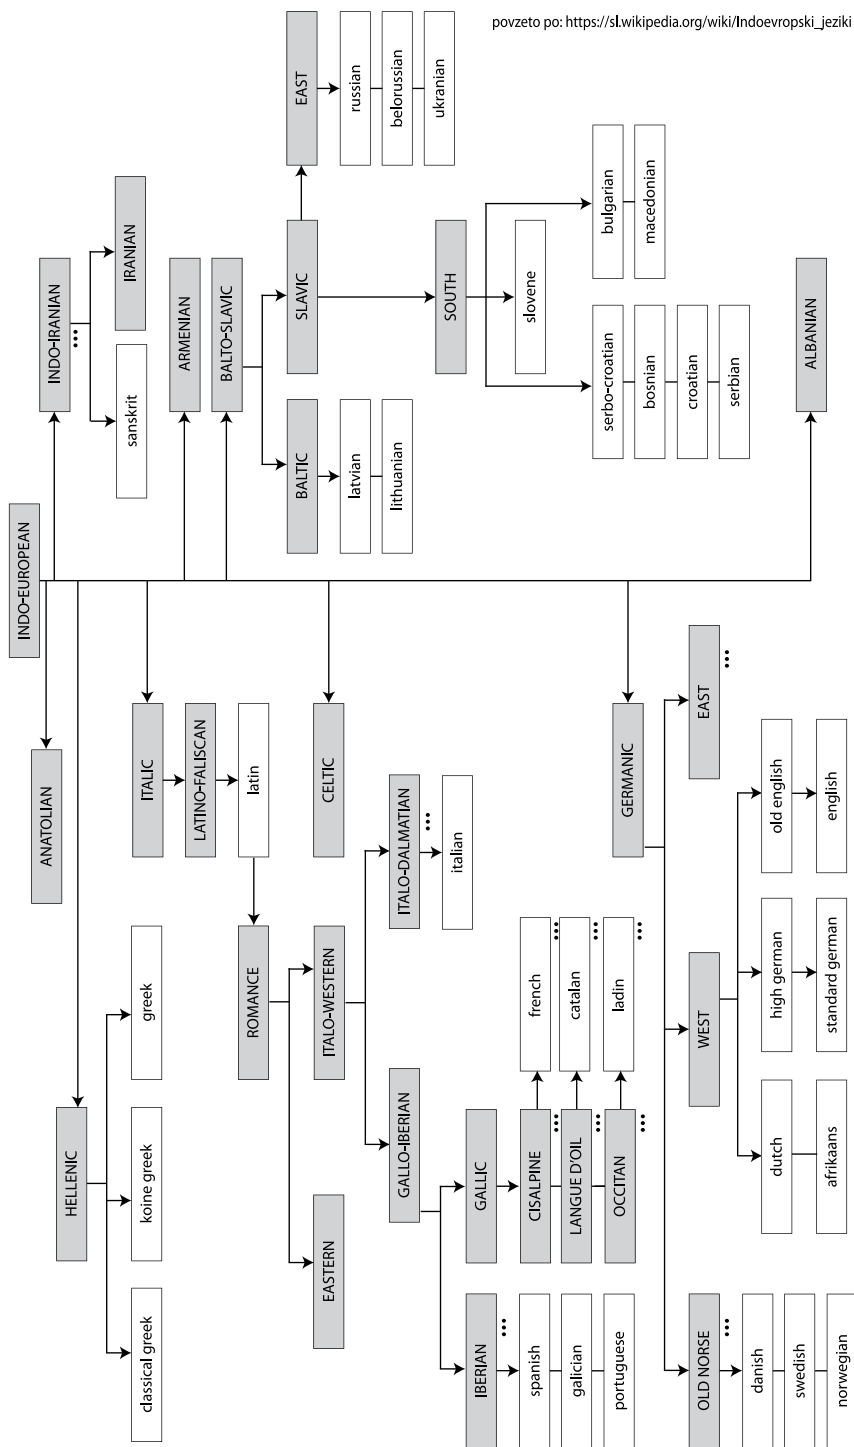 povzeto po: https://sl.wikipedia.org/wiki/Indoevropski_jeziki
INDO-EUROPEAN
ANATOLIAN
HELLENIC
classical greek
koine greek
greek
INDO-IRANIAN
...
sanskrit
IRANIAN
ITALIC
LATINO-FALISCAN
latin
ROMANCE
EASTERN
ITALO-WESTERN
GALLO-IBERIAN
IBERIAN
...
spanish
galician
portuguese
GALLIC
CISALPINE
...
french
...
LANGUE D'OIL
...
catalan
...
OCCITAN
...
ladin
...
ITALO-DALMATIAN
...
italian
ARMENIAN
BALTO-SLAVIC
BALTIC
latvian
lithuanian
SLAVIC
EAST
russian
belorussian
ukranian
SOUTH
serbo-croatian
bosnian
croatian
serbian
slovene
bulgarian
macedonian
CELTIC
GERMANIC
OLD NORSE
...
danish
swedish
norwegian
WEST
dutch
afrikaans
high german
standard german
old english
english
EAST
...
ALBANIAN